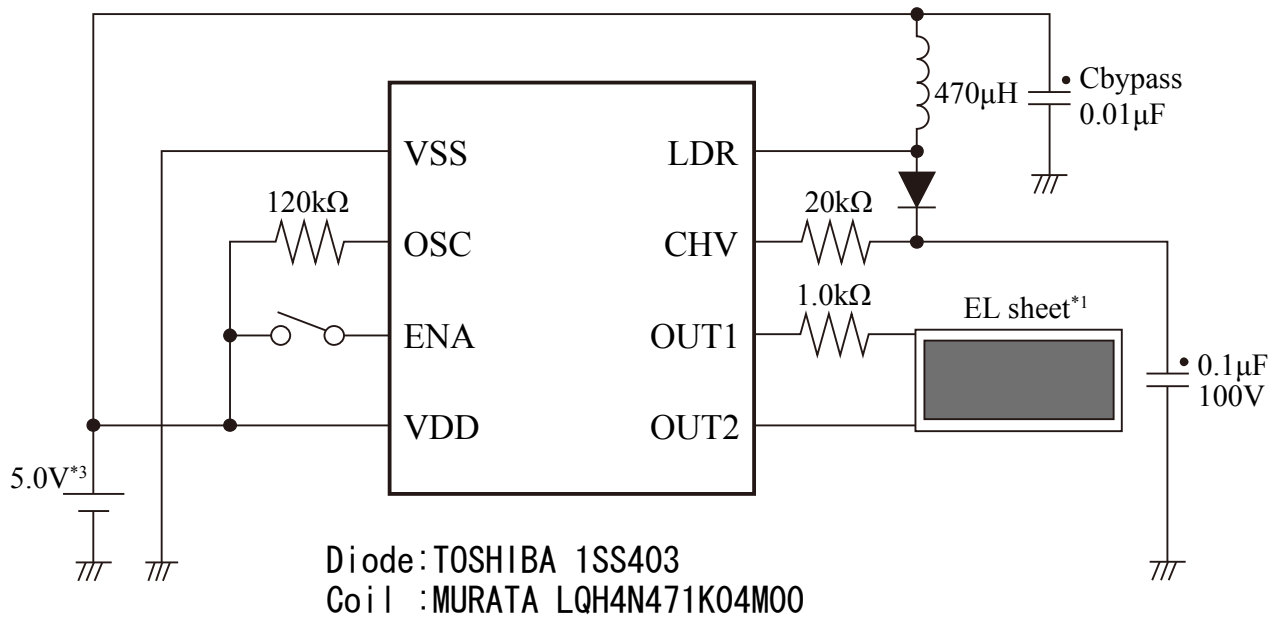 470μH
• Cbypass
0.01μF
VSS
LDR
120kΩ
20kΩ
OSC
CHV
1.0kΩ
EL sheet*1
ENA
OUT1
• 0.1μF
100V
VDD
OUT2
5.0V*3
Diode:TOSHIBA 1SS403
Coil :MURATA LQH4N471K04M00